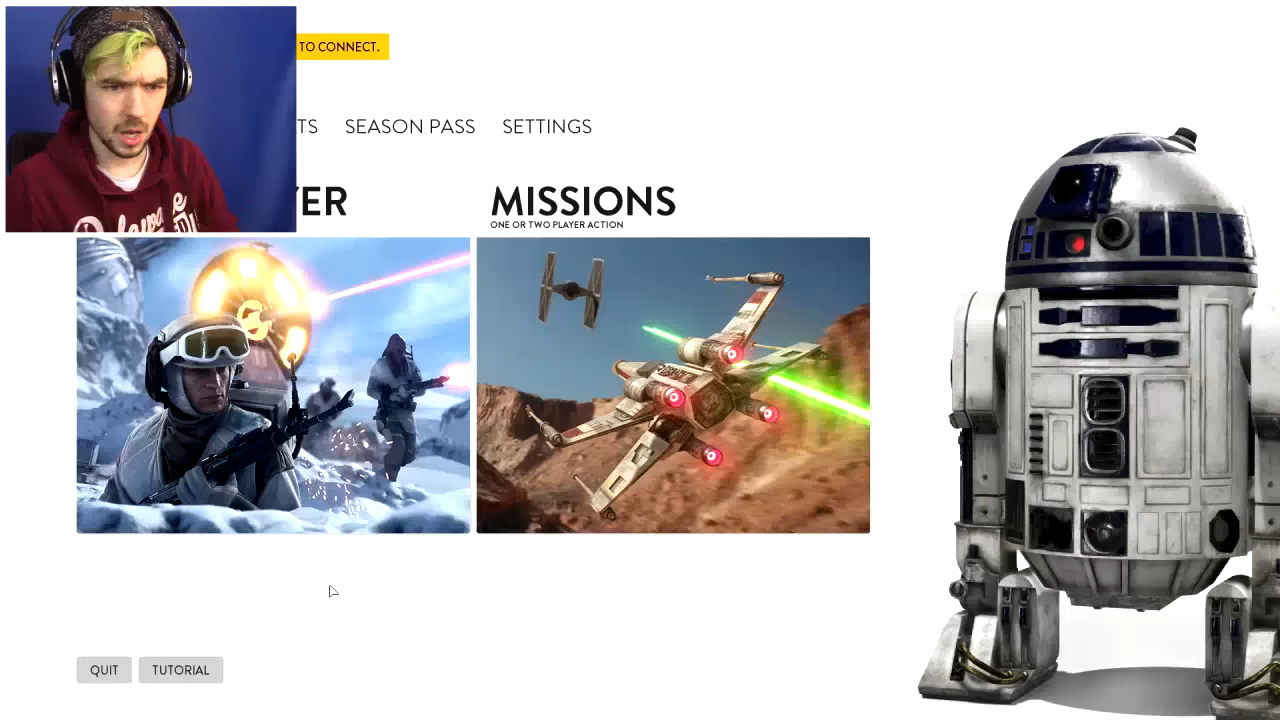 TO CONNECT.
TS SEASON PASS SETTINGS
YER MISSIONS
ONE OR TWO PLAYER ACTION
QUIT TUTORIAL